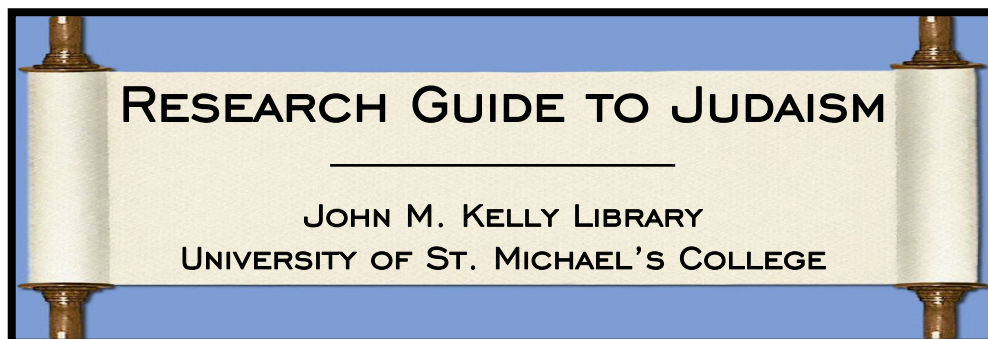 Research Guide to Judaism
John M. Kelly Library
University of St. Michael's College